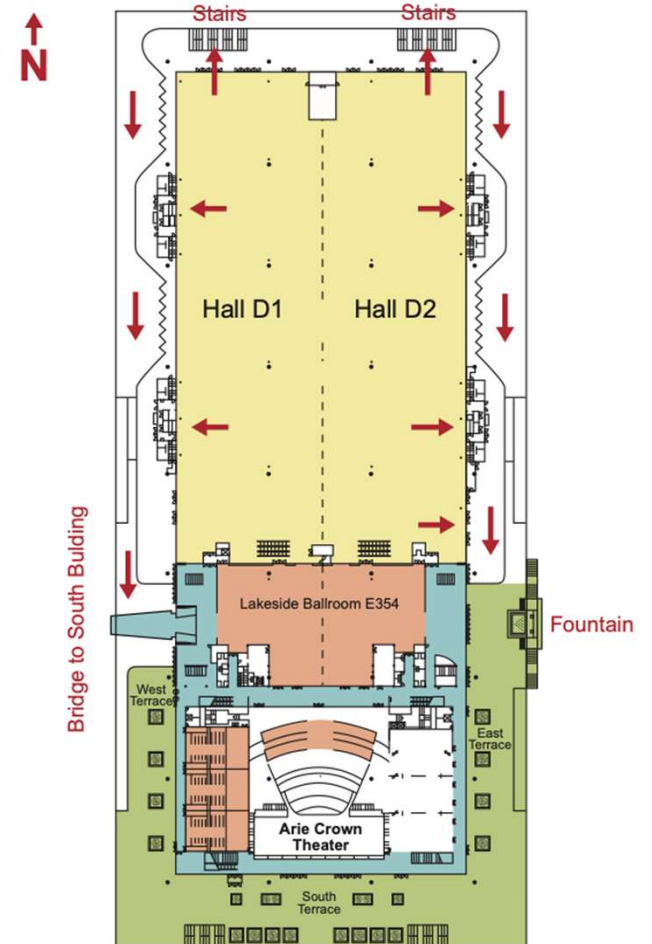 Stairs
Stairs
N
Hall D1
Hall D2
Bridge to South Bulding
Lakeside Ballroom E354
Fountain
West
Terrace
East
Terrace
Arie Crown
Theater
South
Terrace